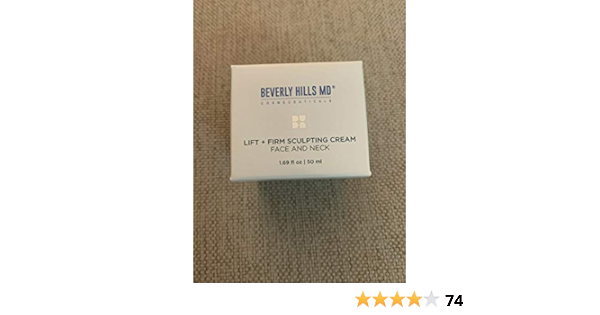 BEVERLY HILLS MD®
COSMECEUTICALS
LIFT + FIRM SCULPTING CREAM
FACE AND NECK
1.69 fl oz | 50 ml
74